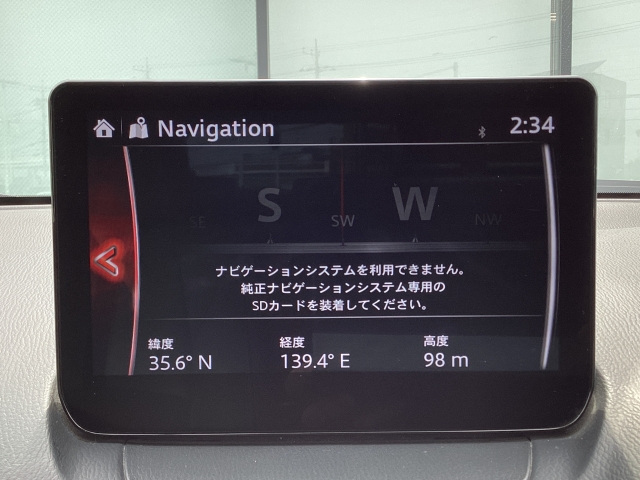 Navigation
2:34
SE S SW W NW
ナビゲーションシステムを利用できません。
純正ナビゲーションシステム専用の
SDカードを装着してください。
緯度 経度 高度
35.6° N 139.4° E 98 m